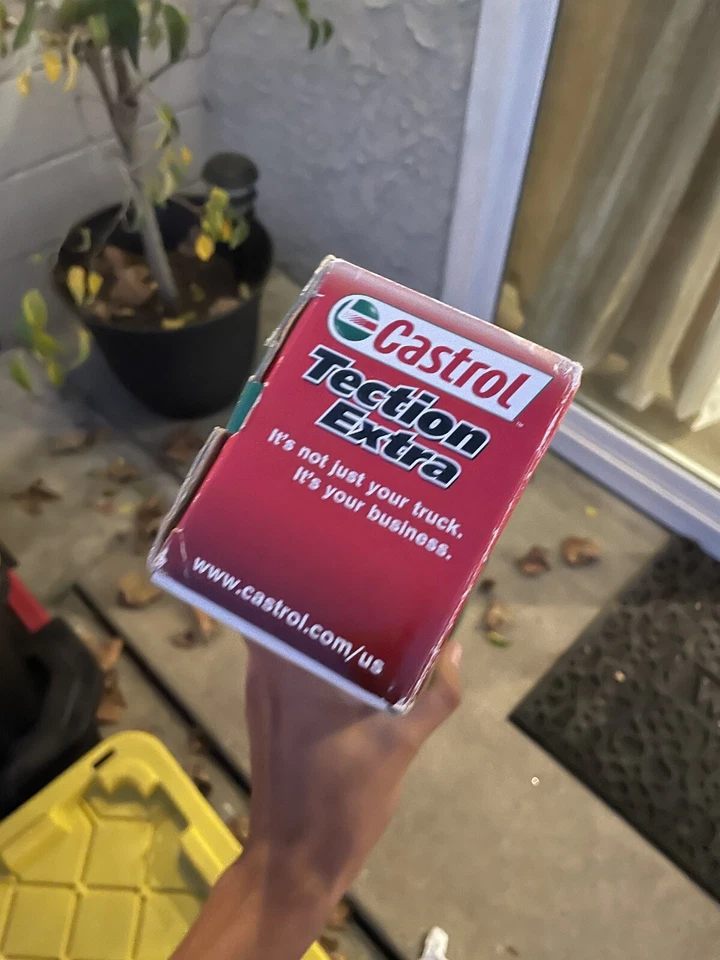 Castrol
Tection
Extra
It's not just your truck.
It's your business.
www.castrol.com/us